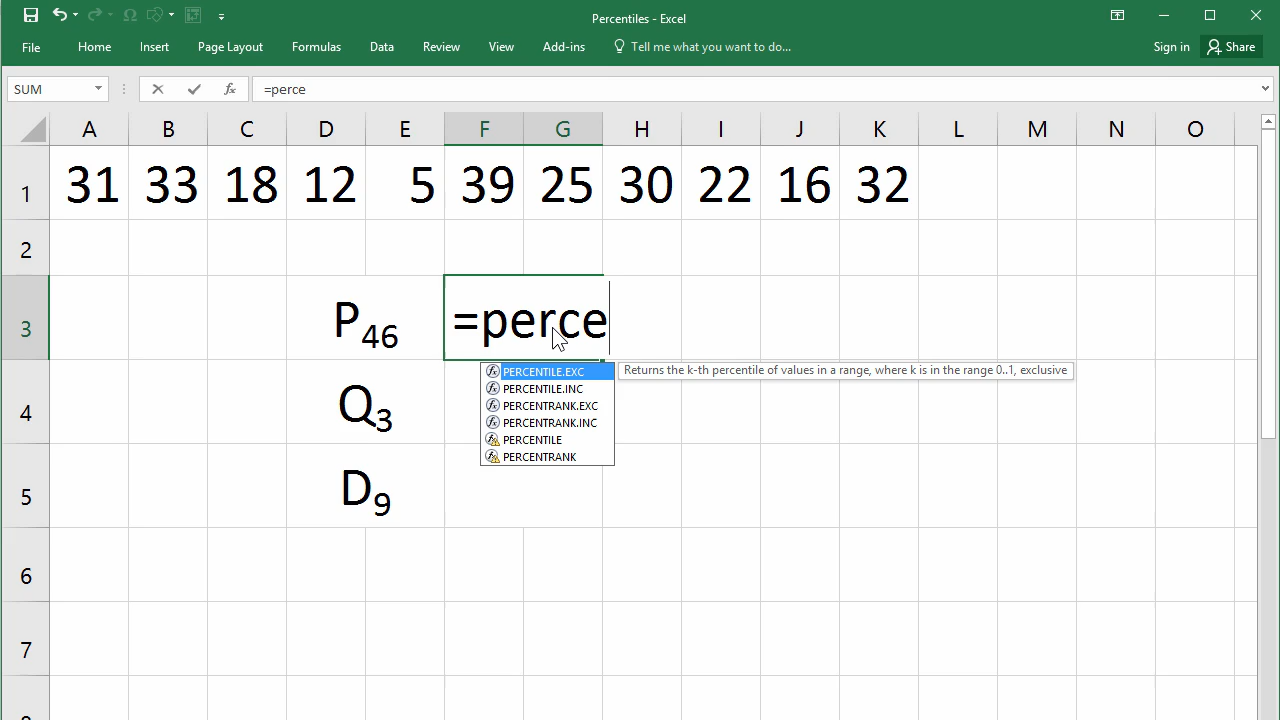 Percentiles - Excel
File Home Insert Page Layout Formulas Data Review View Add-ins Tell me what you want to do... Sign in Share
SUM fx =perce
A B C D E F G H I J K L M N O
1 31 33 18 12 5 39 25 30 22 16 32
2
3 P46 =perce
PERCENTILE.EXC Returns the k-th percentile of values in a range, where k is in the range 0..1, exclusive
PERCENTILE.INC
PERCENTRANK.EXC
PERCENTRANK.INC
PERCENTILE
PERCENTRANK
4 Q3
5 D9
6
7